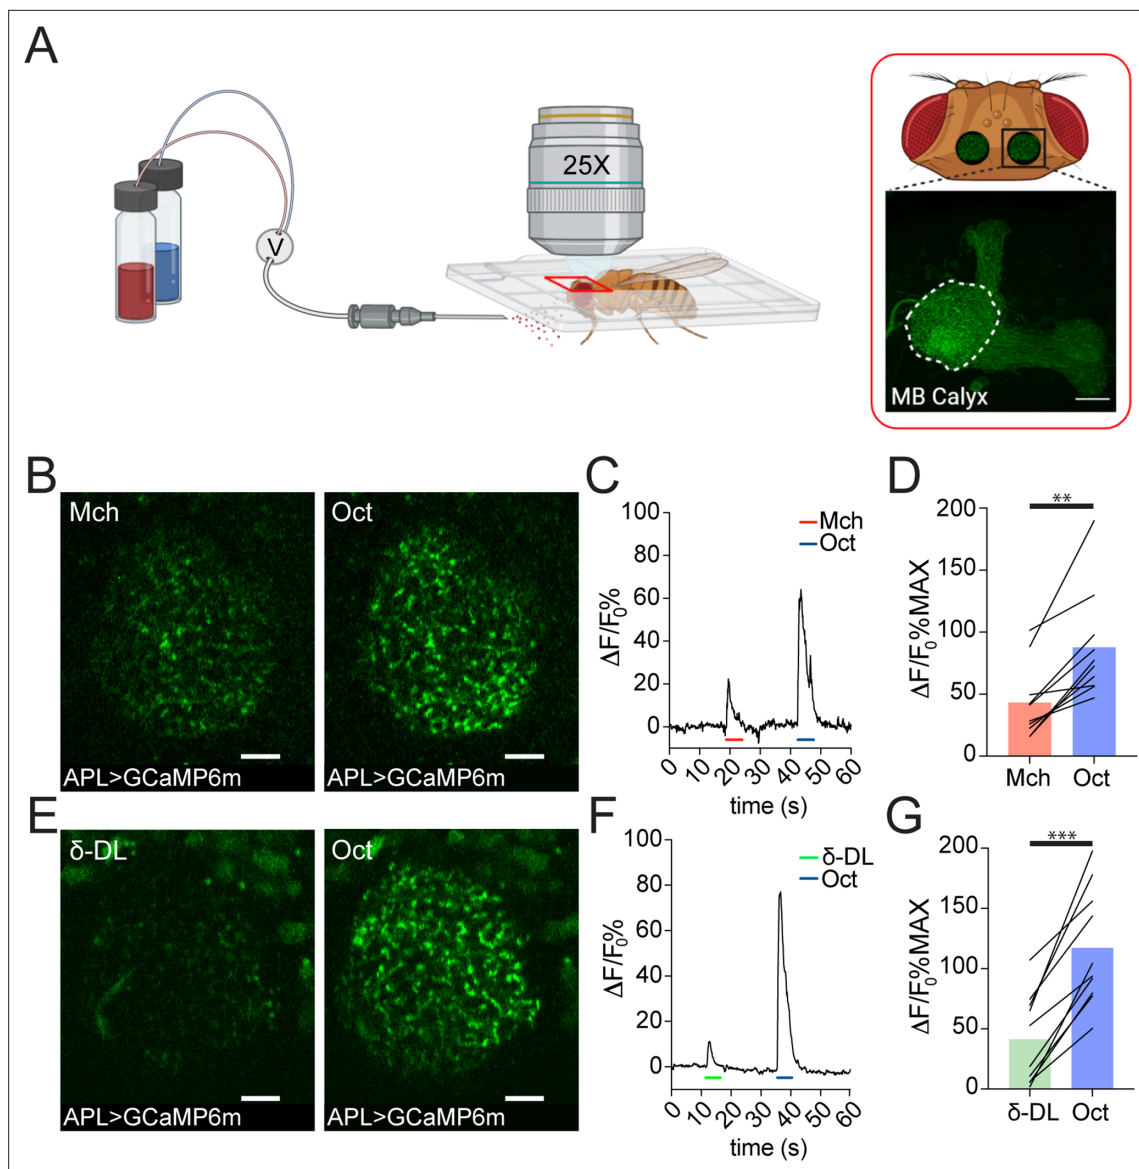 A
25X
V
MB Calyx
B
Mch
APL>GCaMP6m
Oct
APL>GCaMP6m
C
ΔF/F₀%
100
80
60
40
20
0
Mch
Oct
0 10 20 30 40 50 60
time (s)
D
ΔF/F₀%MAX
200
150
100
50
0
**
Mch Oct
E
δ-DL
APL>GCaMP6m
Oct
APL>GCaMP6m
F
ΔF/F₀%
100
80
60
40
20
0
δ-DL
Oct
0 10 20 30 40 50 60
time (s)
G
ΔF/F₀%MAX
200
150
100
50
0
***
δ-DL Oct